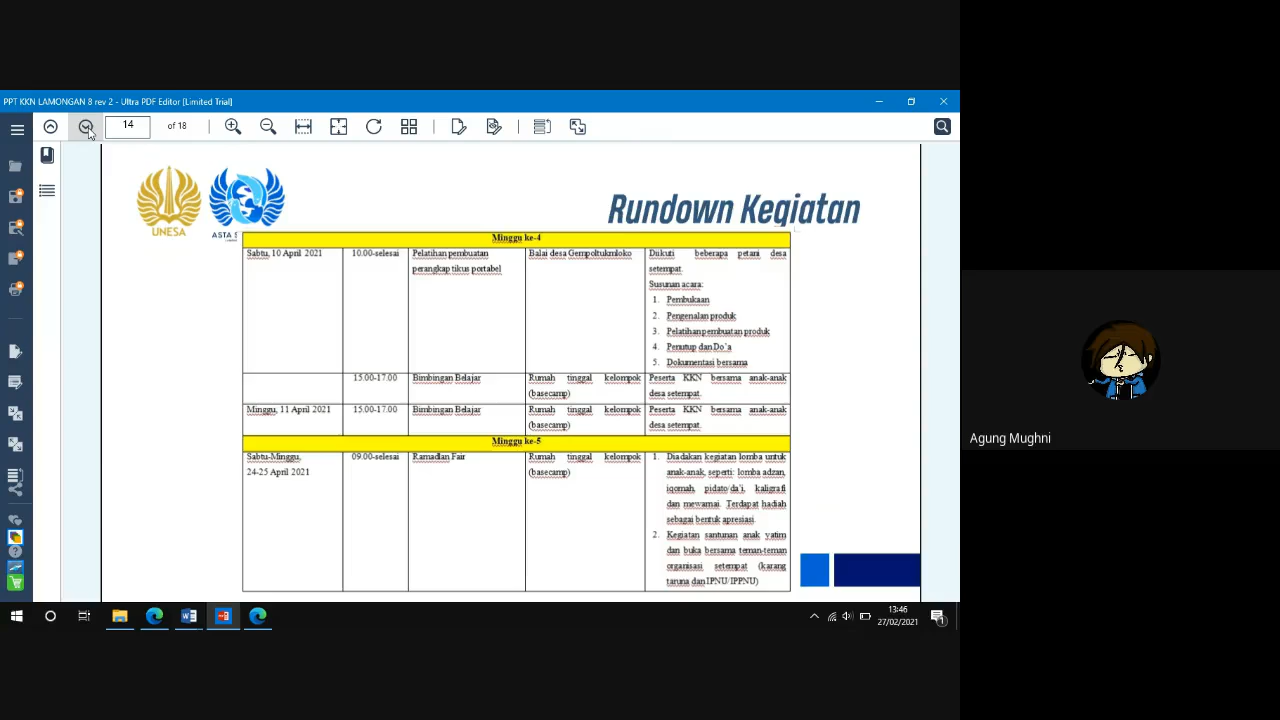 PPT KKN LAMONGAN 8 rev 2 - Ultra PDF Editor [Limited Trial]
14
of 18
UNESA
ASTA S
Rundown Kegiatan
Minggu ke-4
Sabtu, 10 April 2021
10.00-selesai
Pelatihan pembuatan
perangkap tikus portabel
Balai desa Gempoltukmloko
Diikuti beberapa petani desa
setempat.
Susunan acara:
1. Pembukaan
2. Pengenalan produk
3. Pelatihan pembuatan produk
4. Penutup dan Do'a
5. Dokumentasi bersama
15.00-17.00
Bimbingan Belajar
Rumah tinggal kelompok
(basecamp)
Peserta KKN bersama anak-anak
desa setempat.
Minggu, 11 April 2021
15.00-17.00
Bimbingan Belajar
Rumah tinggal kelompok
(basecamp)
Peserta KKN bersama anak-anak
desa setempat.
Minggu ke-5
Sabtu-Minggu,
24-25 April 2021
09.00-selesai
Ramadlan Fair
Rumah tinggal kelompok
(basecamp)
1. Diadakan kegiatan lomba untuk
anak-anak, seperti: lomba adzan,
iqomah, pidato/da'i, kaligrafi
dan mewarnai. Terdapat hadiah
sebagai bentuk apresiasi.
2. Kegiatan santunan anak yatim
dan buka bersama teman-teman
organisasi setempat (karang
taruna dan IPNU/IPPNU)
13:46
27/02/2021
1
Agung Mughni